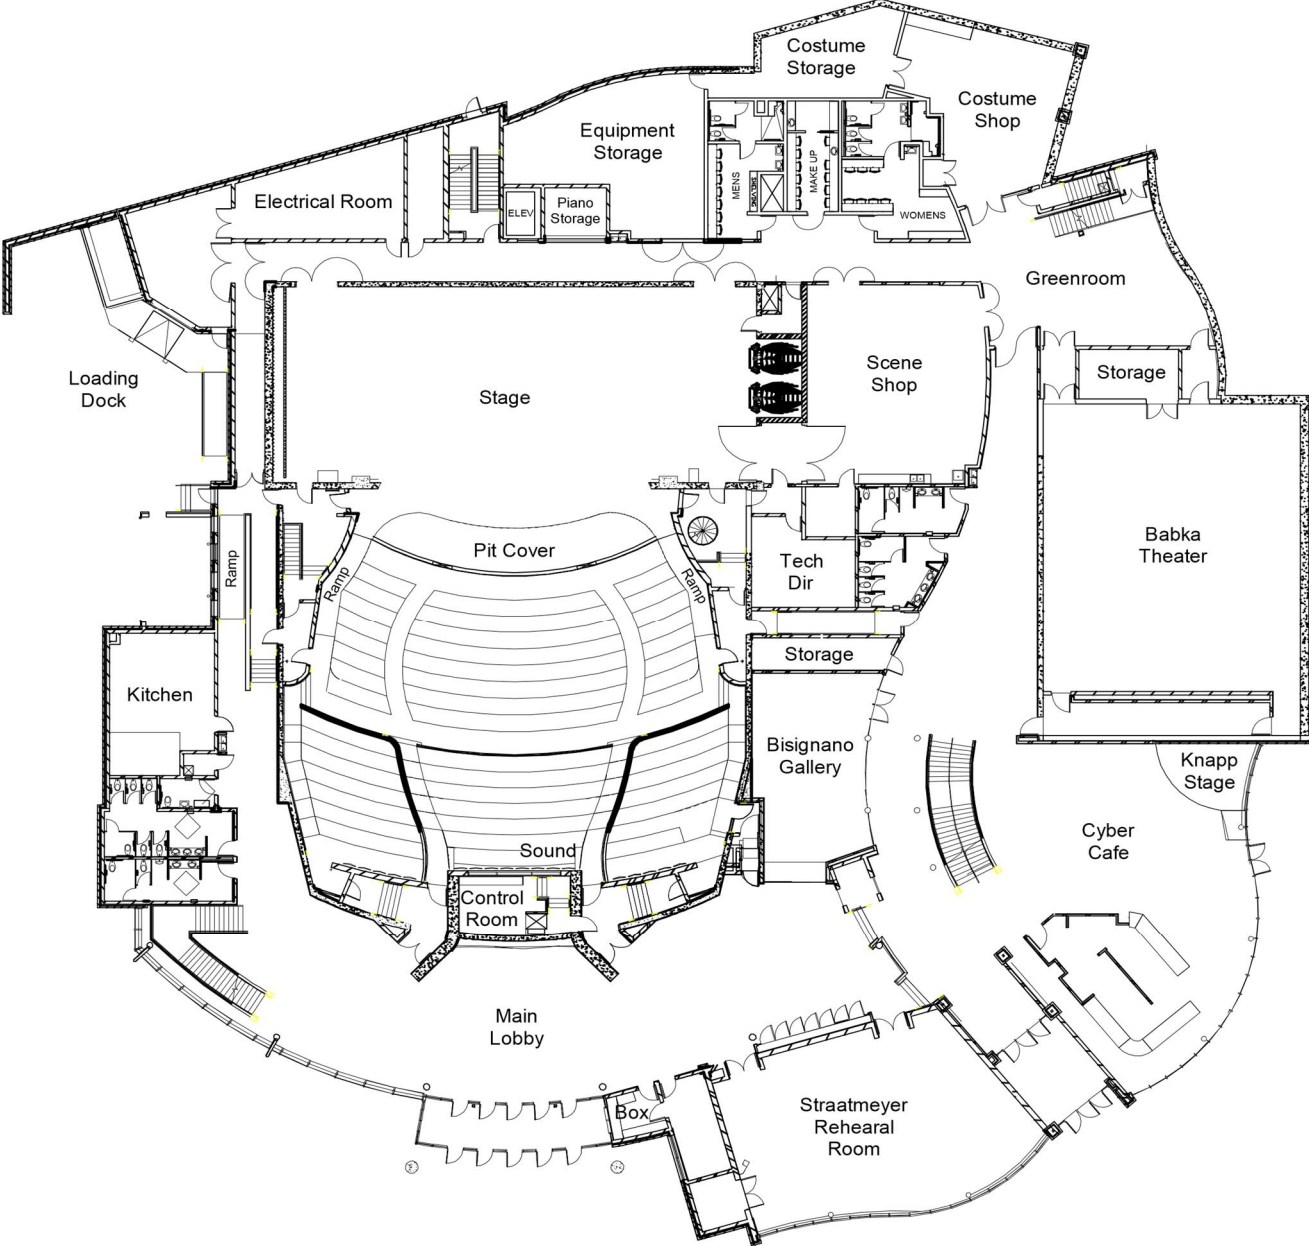 Costume
Storage
Costume
Shop
Equipment
Storage
MENS
SHELVING
MAKE UP
WOMENS
Electrical Room
ELEV
Piano
Storage
Greenroom
Loading
Dock
Stage
Scene
Shop
Storage
Pit Cover
Ramp
Ramp
Ramp
Tech
Dir
Babka
Theater
Storage
Kitchen
Bisignano
Gallery
Knapp
Stage
Cyber
Cafe
Sound
Control
Room
Main
Lobby
Box
Straatmeyer
Rehearal
Room